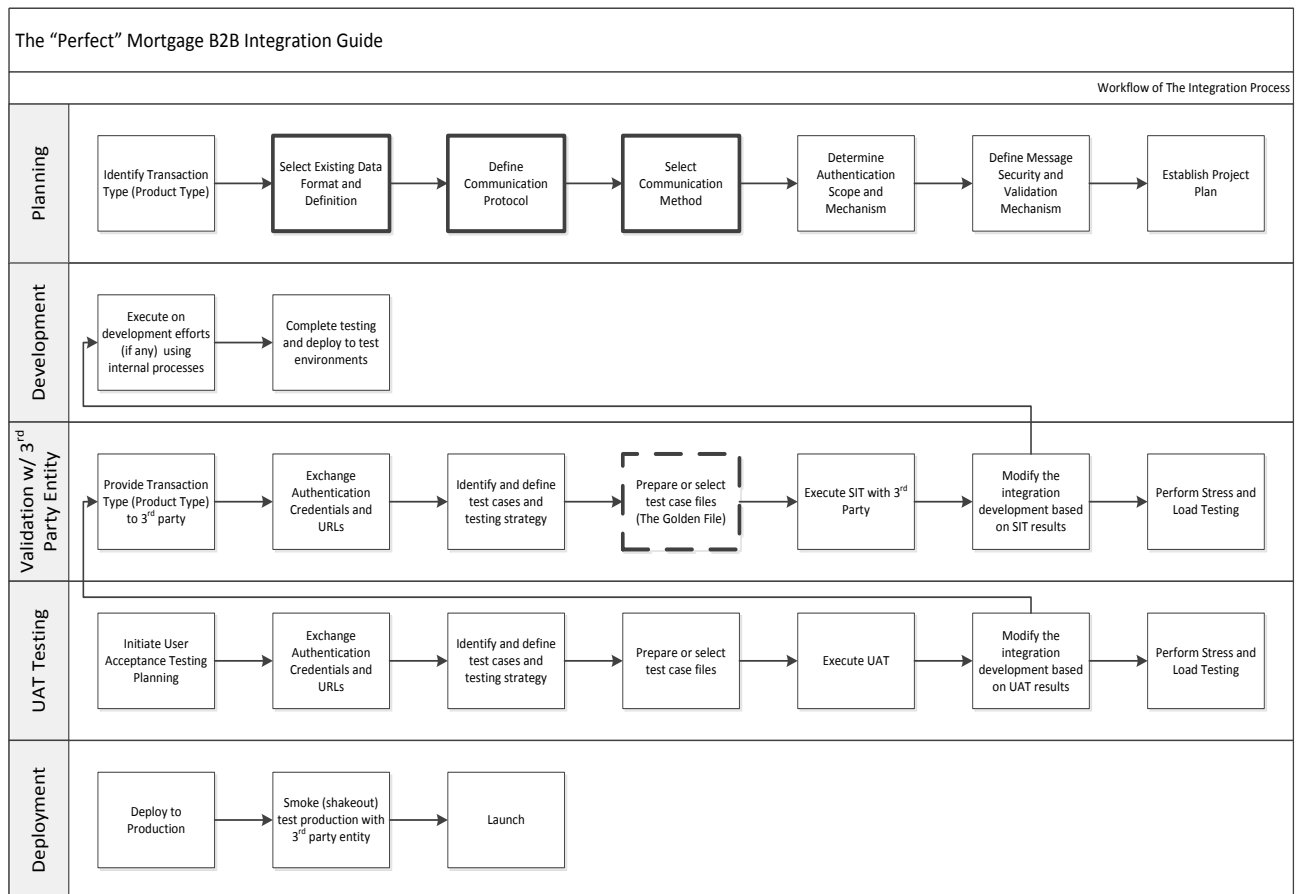 The “Perfect” Mortgage B2B Integration Guide
Workflow of The Integration Process
Planning
Identify Transaction
Type (Product Type)
Select Existing Data
Format and
Definition
Define
Communication
Protocol
Select
Communication
Method
Determine
Authentication
Scope and
Mechanism
Define Message
Security and
Validation
Mechanism
Establish Project
Plan
Development
Execute on
development efforts
(if any) using
internal processes
Complete testing
and deploy to test
environments
Validation w/ 3rd
Party Entity
Provide Transaction
Type (Product Type)
to 3rd party
Exchange
Authentication
Credentials and
URLs
Identify and define
test cases and
testing strategy
Prepare or select
test case files
(The Golden File)
Execute SIT with 3rd
Party
Modify the
integration
development based
on SIT results
Perform Stress and
Load Testing
UAT Testing
Initiate User
Acceptance Testing
Planning
Exchange
Authentication
Credentials and
URLs
Identify and define
test cases and
testing strategy
Prepare or select
test case files
Execute UAT
Modify the
integration
development based
on UAT results
Perform Stress and
Load Testing
Deployment
Deploy to
Production
Smoke (shakeout)
test production with
3rd party entity
Launch